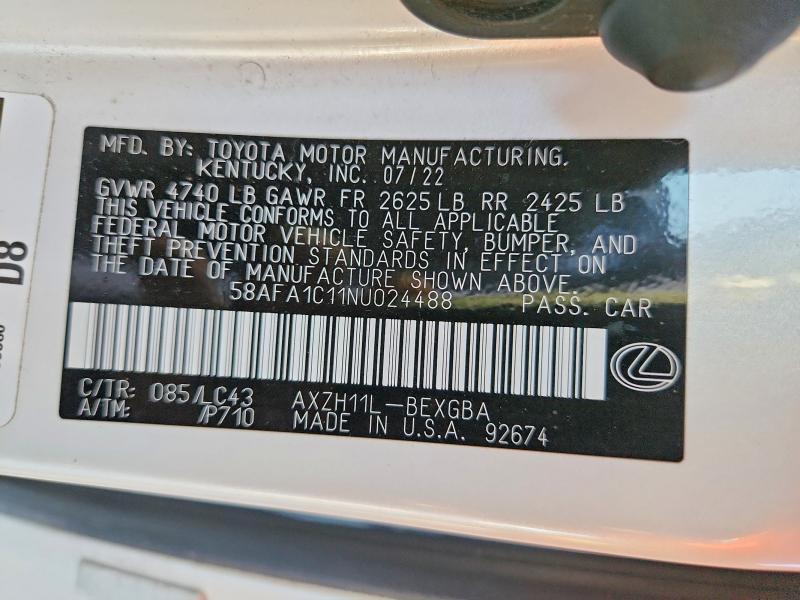 MFD. BY: TOYOTA MOTOR MANUFACTURING,
KENTUCKY, INC. 07/22
GVWR 4740 LB GAWR FR 2625 LB RR 2425 LB
THIS VEHICLE CONFORMS TO ALL APPLICABLE
FEDERAL MOTOR VEHICLE SAFETY, BUMPER, AND
THEFT PREVENTION STANDARDS IN EFFECT ON
THE DATE OF MANUFACTURE SHOWN ABOVE.
58AFA1C11NU024488 PASS. CAR
C/TR: 085/LC43 AXZH11L-BEXGBA
A/TM: /P710 MADE IN U.S.A. 92674
D8